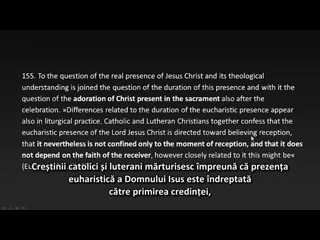 155. To the question of the real presence of Jesus Christ and its theological
understanding is joined the question of the duration of this presence and with it the
question of the adoration of Christ present in the sacrament also after the
celebration. »Differences related to the duration of the eucharistic presence appear
also in liturgical practice. Catholic and Lutheran Christians together confess that the
eucharistic presence of the Lord Jesus Christ is directed toward believing reception,
that it nevertheless is not confined only to the moment of reception, and that it does
not depend on the faith of the receiver, however closely related to it this might be«
(Eu
Creștinii catolici și luterani mărturisesc împreună că prezența
euharistică a Domnului Isus este îndreptată
către primirea credinței,